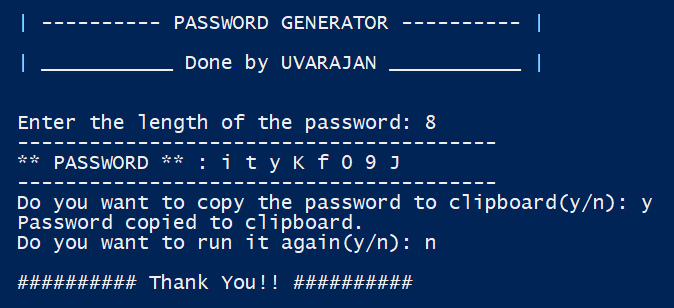 | ---------- PASSWORD GENERATOR ---------- |
| ___________ Done by UVARAJAN ___________ |
Enter the length of the password: 8
----------------------------------------
** PASSWORD ** : i t y K f O 9 J
----------------------------------------
Do you want to copy the password to clipboard(y/n): y
Password copied to clipboard.
Do you want to run it again(y/n): n
########## Thank You!! ##########